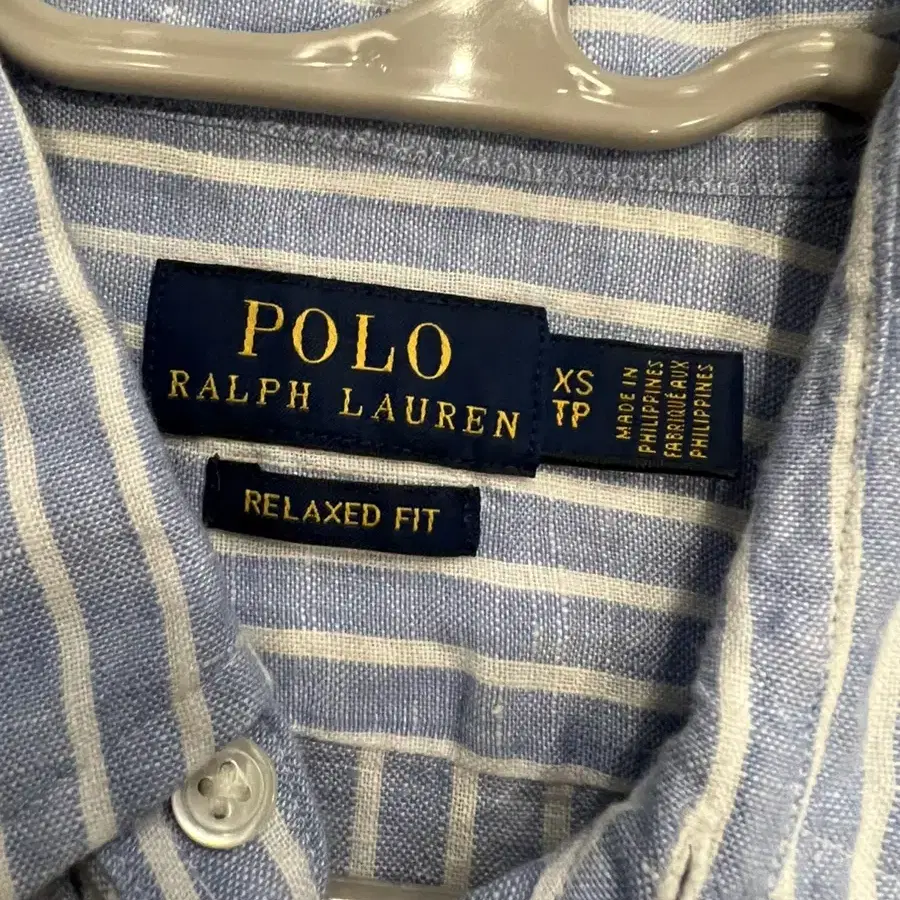 POLO
RALPH LAUREN
XS
TP
MADE IN
PHILIPPINES
FABRIQUÉ AUX
PHILIPPINES
RELAXED FIT